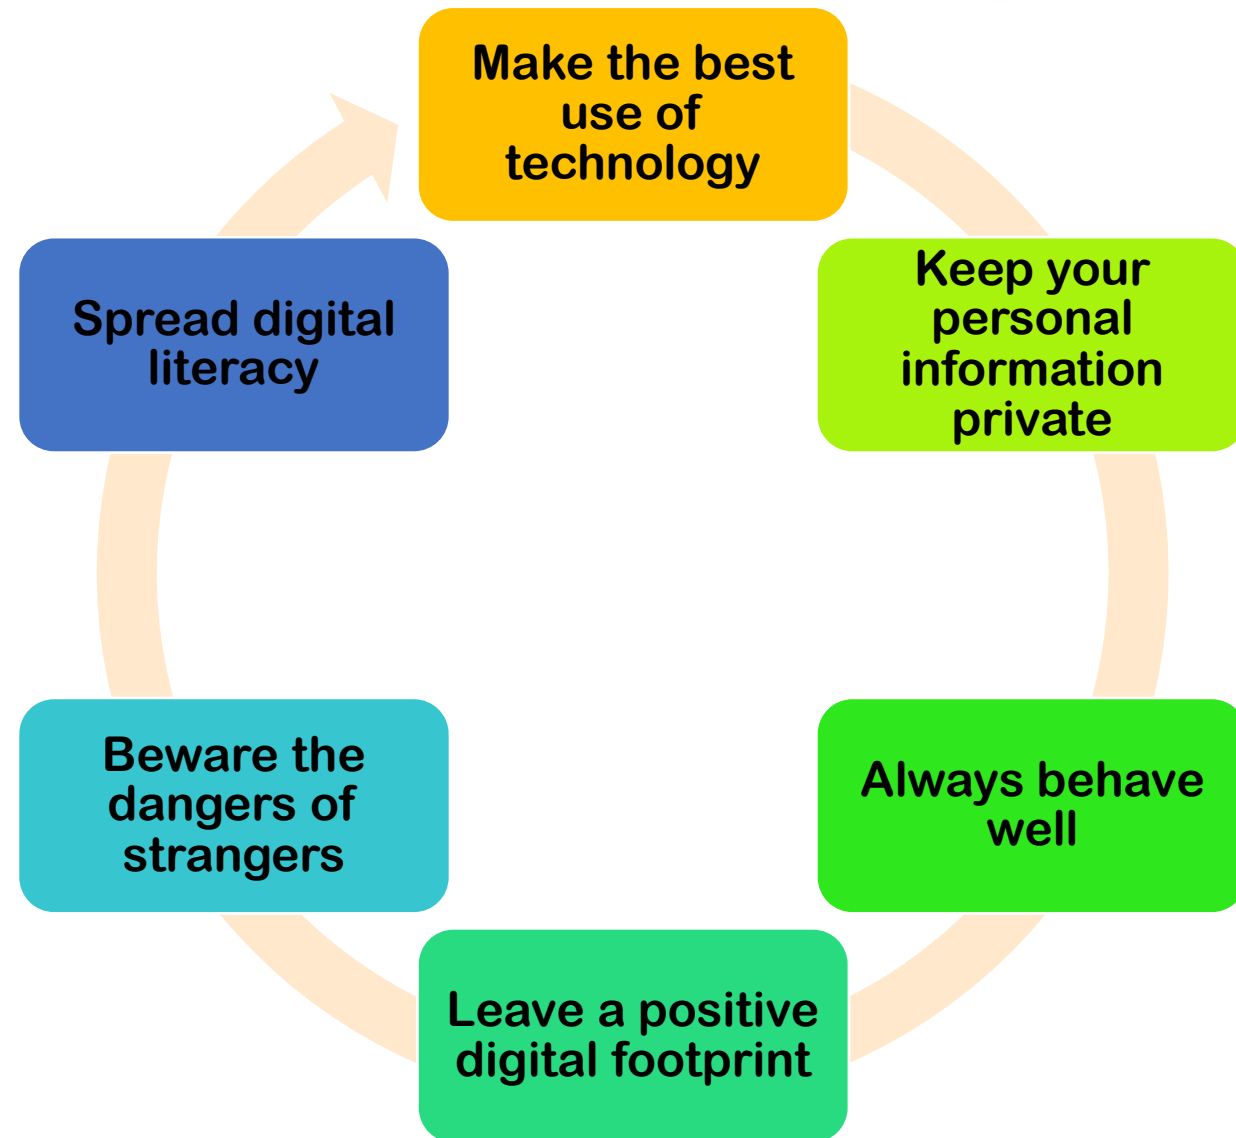 Make the best
use of
technology
Keep your
personal
information
private
Always behave
well
Leave a positive
digital footprint
Beware the
dangers of
strangers
Spread digital
literacy